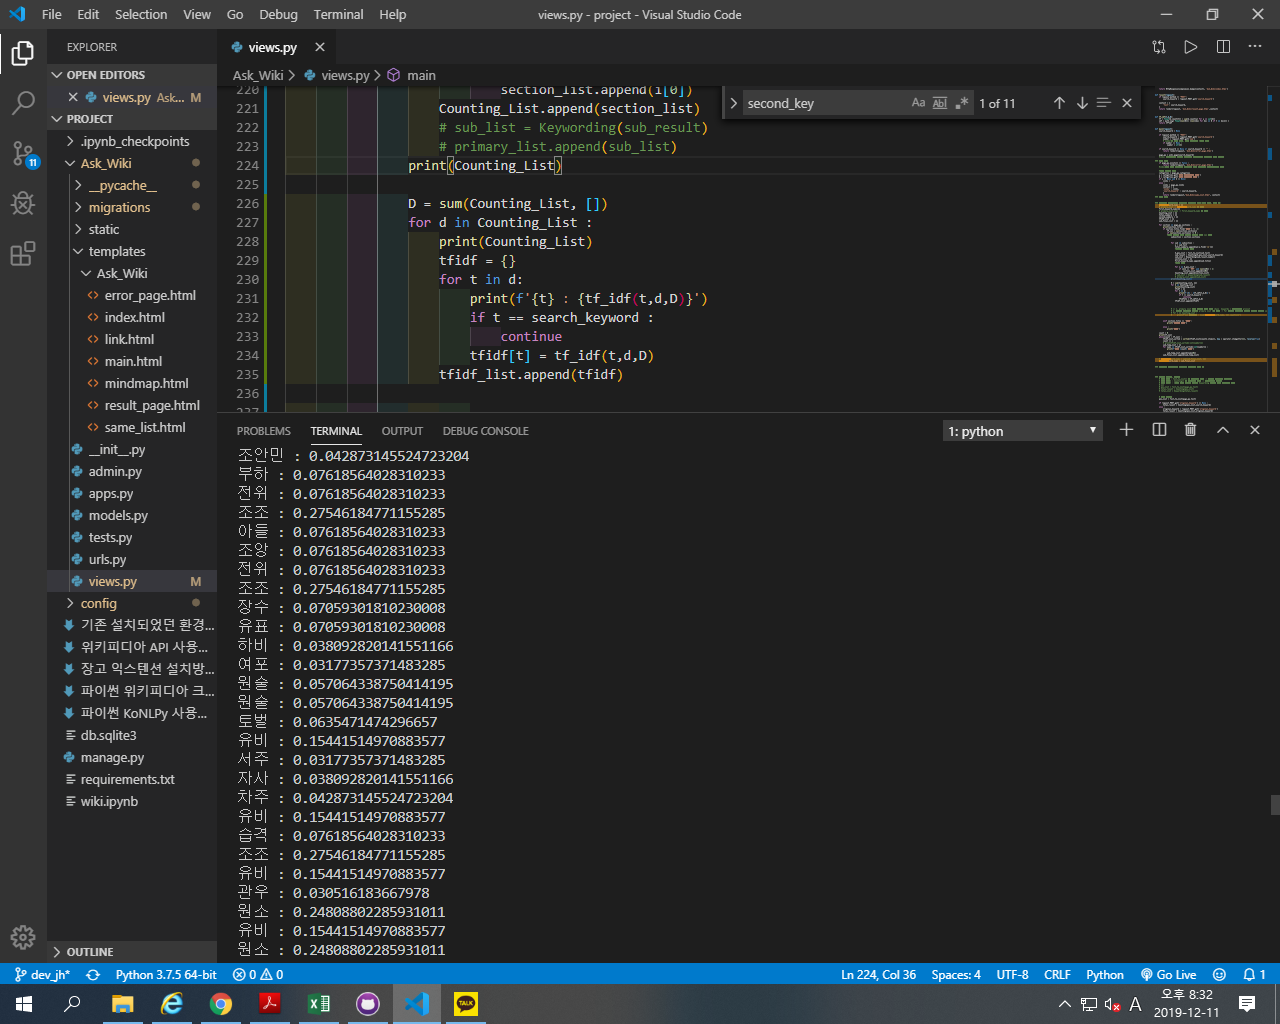 File Edit Selection View Go Debug Terminal Help
views.py - project - Visual Studio Code
EXPLORER
OPEN EDITORS
views.py Ask... M
PROJECT
.ipynb_checkpoints
Ask_Wiki
__pycache__
migrations
static
templates
Ask_Wiki
error_page.html
index.html
link.html
main.html
mindmap.html
result_page.html
same_list.html
__init__.py
admin.py
apps.py
models.py
tests.py
urls.py
views.py M
config
기존 설치되었던 환경...
위키피디아 API 사용...
장고 익스텐션 설치방...
파이썬 위키피디아 크...
파이썬 KoNLPy 사용...
db.sqlite3
manage.py
requirements.txt
wiki.ipynb
OUTLINE
11
views.py
Ask_Wiki > views.py > main
second_key
Aa Abl .* 1 of 11
220 section_list.append(i[0])
221 Counting_List.append(section_list)
222 # sub_list = Keywording(sub_result)
223 # primary_list.append(sub_list)
224 print(Counting_List)
225
226 D = sum(Counting_List, [])
227 for d in Counting_List :
228 print(Counting_List)
229 tfidf = {}
230 for t in d:
231 print(f'{t} : {tf_idf(t,d,D)}')
232 if t == search_keyword :
233 continue
234 tfidf[t] = tf_idf(t,d,D)
235 tfidf_list.append(tfidf)
236
237
PROBLEMS TERMINAL OUTPUT DEBUG CONSOLE
1: python
조안민 : 0.042873145524723204
부하 : 0.07618564028310233
전위 : 0.07618564028310233
조조 : 0.27546184771155285
아들 : 0.07618564028310233
조앙 : 0.07618564028310233
전위 : 0.07618564028310233
조조 : 0.27546184771155285
장수 : 0.07059301810230008
유표 : 0.07059301810230008
하비 : 0.038092820141551166
여포 : 0.03177357371483285
원술 : 0.057064338750414195
원술 : 0.057064338750414195
토벌 : 0.0635471474296657
유비 : 0.15441514970883577
서주 : 0.03177357371483285
자사 : 0.038092820141551166
차주 : 0.042873145524723204
유비 : 0.15441514970883577
습격 : 0.07618564028310233
조조 : 0.27546184771155285
유비 : 0.15441514970883577
관우 : 0.030516183667978
원소 : 0.24808802285931011
유비 : 0.15441514970883577
원소 : 0.24808802285931011
dev_jh* Python 3.7.5 64-bit 0 0
Ln 224, Col 36 Spaces: 4 UTF-8 CRLF Python Go Live 1
TALK
A
오후 8:32
2019-12-11